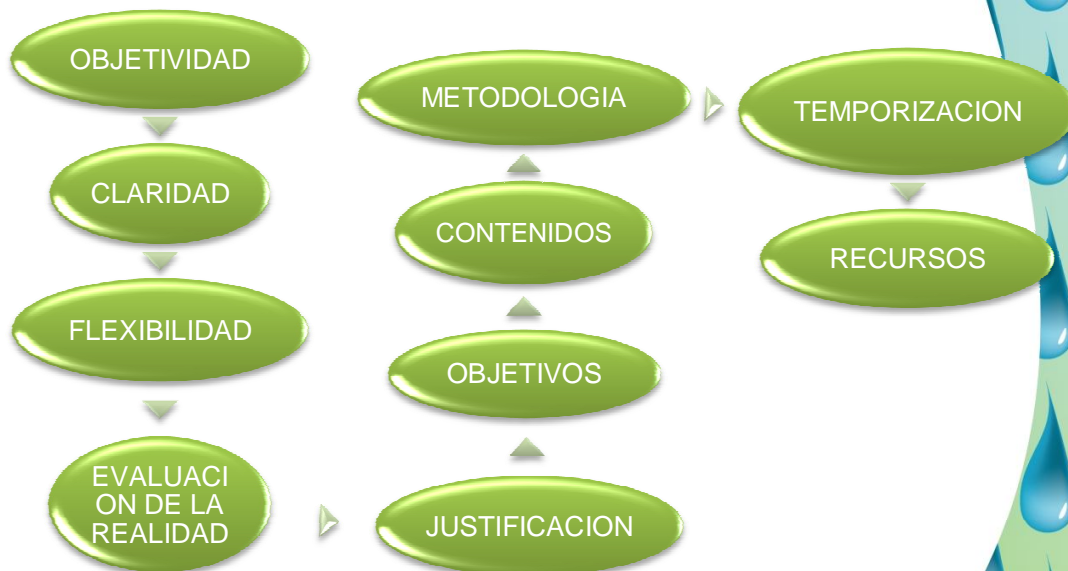 OBJETIVIDAD
CLARIDAD
FLEXIBILIDAD
EVALUACI
ON DE LA
REALIDAD
JUSTIFICACION
OBJETIVOS
CONTENIDOS
METODOLOGIA
TEMPORIZACION
RECURSOS